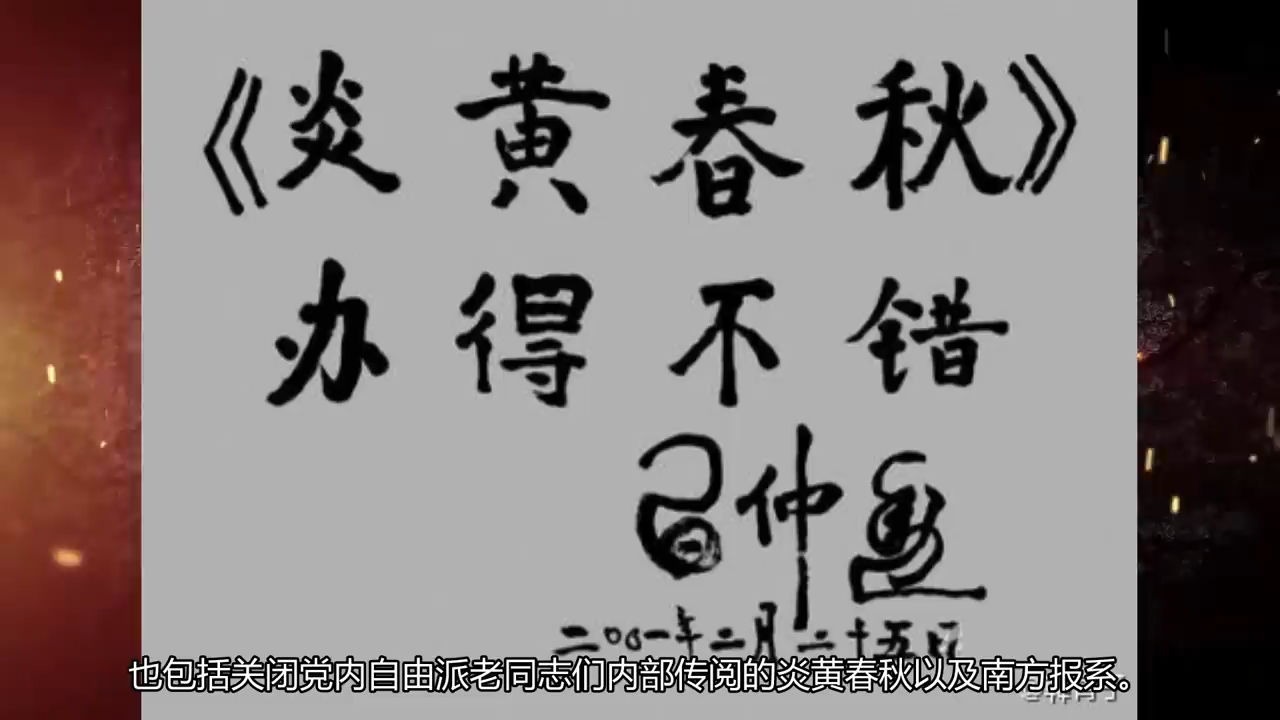 《炎黄春秋》
办得不错
习仲勋
二〇〇一年二月二十五日
也包括关闭党内自由派老同志们内部传阅的炎黄春秋以及南方报系。